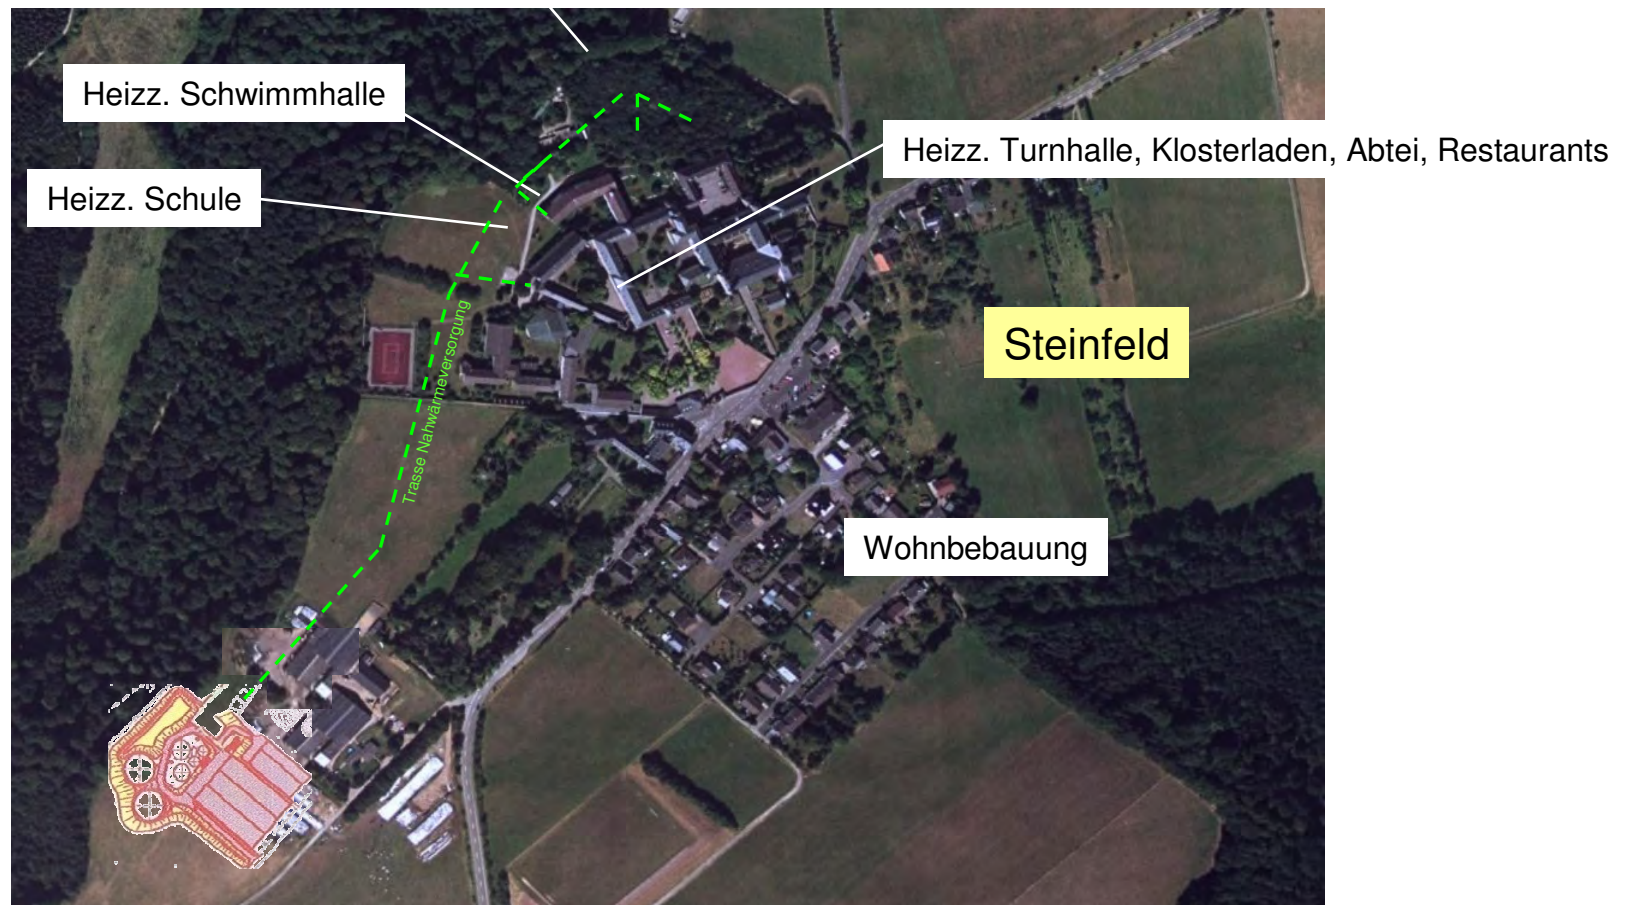 Heizz. Schwimmhalle
Heizz. Turnhalle, Klosterladen, Abtei, Restaurants
Heizz. Schule
Steinfeld
Trasse Nahwärmeversorgung
Wohnbebauung